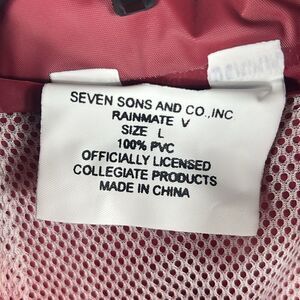 SEVEN SONS AND CO.,INC
RAINMATE V
SIZE L
100% PVC
OFFICIALLY LICENSED
COLLEGIATE PRODUCTS
MADE IN CHINA